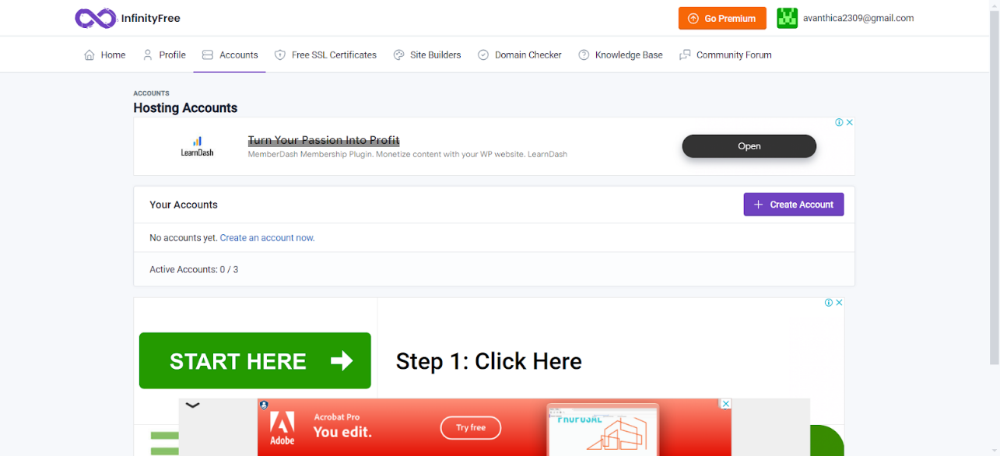 InfinityFree
Go Premium
avanthica2309@gmail.com
Home
Profile
Accounts
Free SSL Certificates
Site Builders
Domain Checker
Knowledge Base
Community Forum
ACCOUNTS
Hosting Accounts
LearnDash
Turn Your Passion Into Profit
MemberDash Membership Plugin. Monetize content with your WP website. LearnDash
Open
Your Accounts
+ Create Account
No accounts yet. Create an account now.
Active Accounts: 0 / 3
START HERE
Step 1: Click Here
Adobe
Acrobat Pro
You edit.
Try free
PROPOSAL